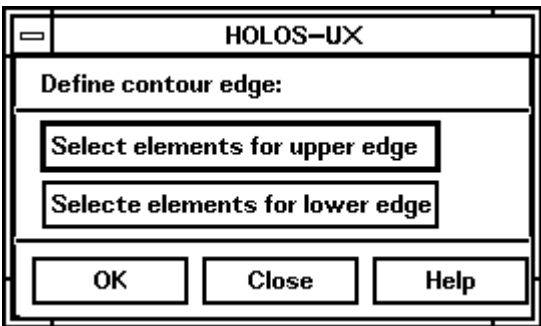 HOLOS-UX
Define contour edge:
Select elements for upper edge
Selecte elements for lower edge
OK Close Help